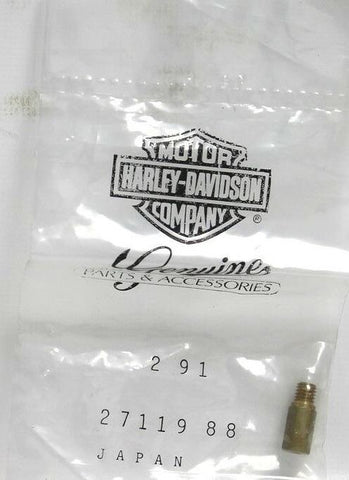 MOTOR
HARLEY-DAVIDSON
COMPANY
®
Genuine
PARTS & ACCESSORIES
2 91
27119 88
JAPAN